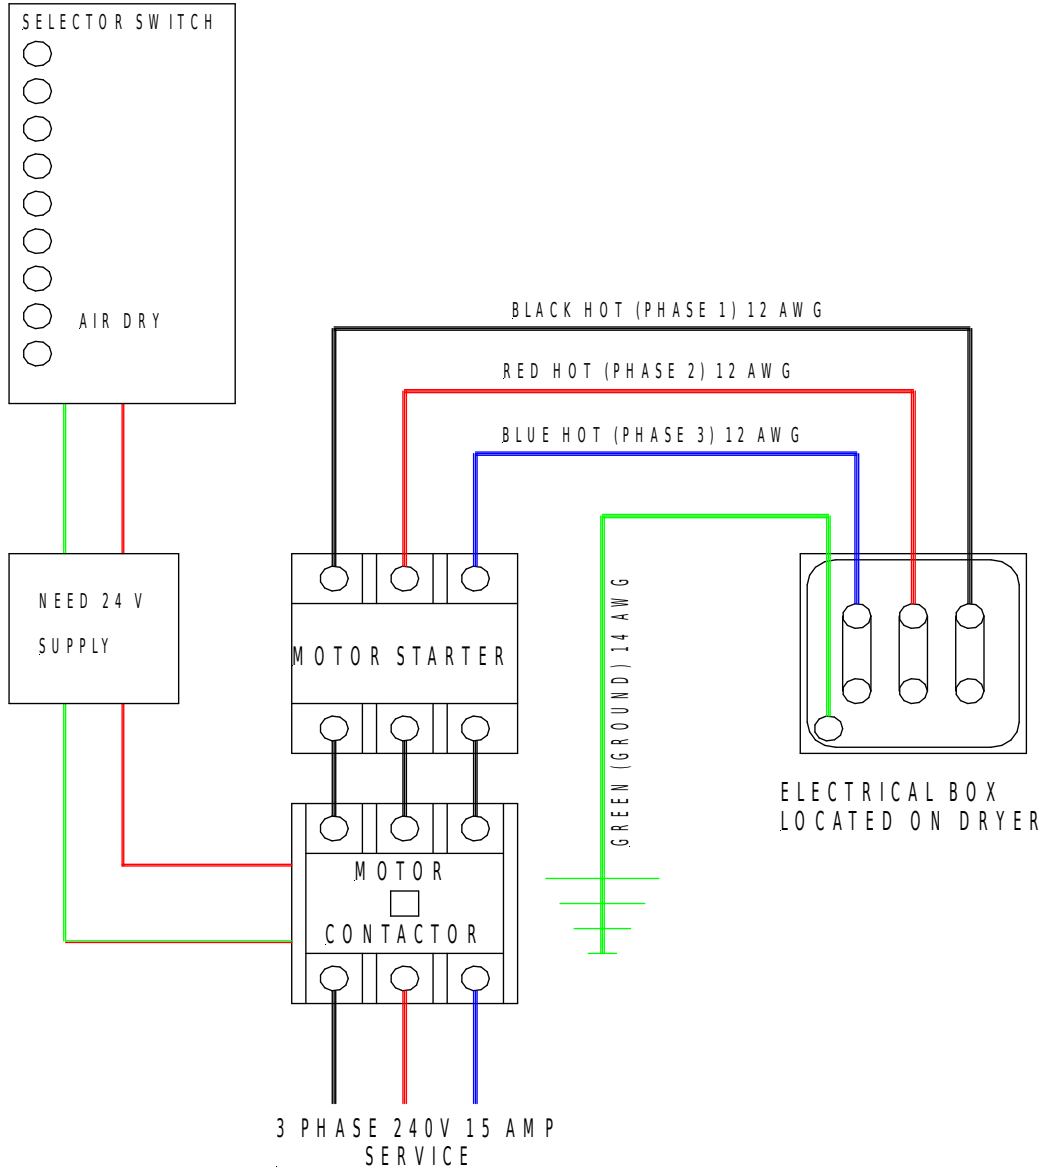 SELECTOR SWITCH
AIR DRY
BLACK HOT (PHASE 1) 12 AWG
RED HOT (PHASE 2) 12 AWG
BLUE HOT (PHASE 3) 12 AWG
NEED 24 V
SUPPLY
MOTOR STARTER
GREEN (GROUND) 14 AWG
ELECTRICAL BOX
LOCATED ON DRYER
MOTOR
CONTACTOR
3 PHASE 240V 15 AMP
SERVICE